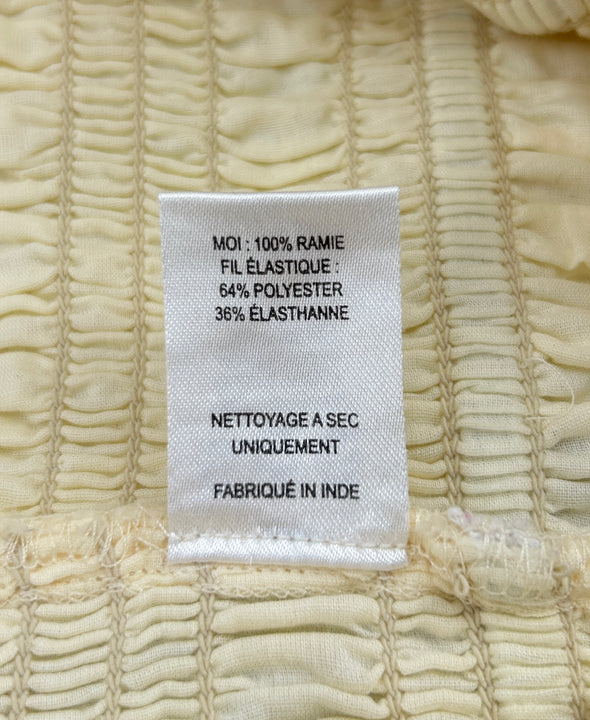 MOI : 100% RAMIE
FIL ÉLASTIQUE :
64% POLYESTER
36% ÉLASTHANNE
NETTOYAGE A SEC
UNIQUEMENT
FABRIQUÉ IN INDE